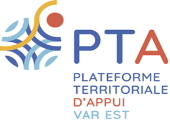 PTA
PLATEFORME
TERRITORIALE
D'APPUI
VAR EST